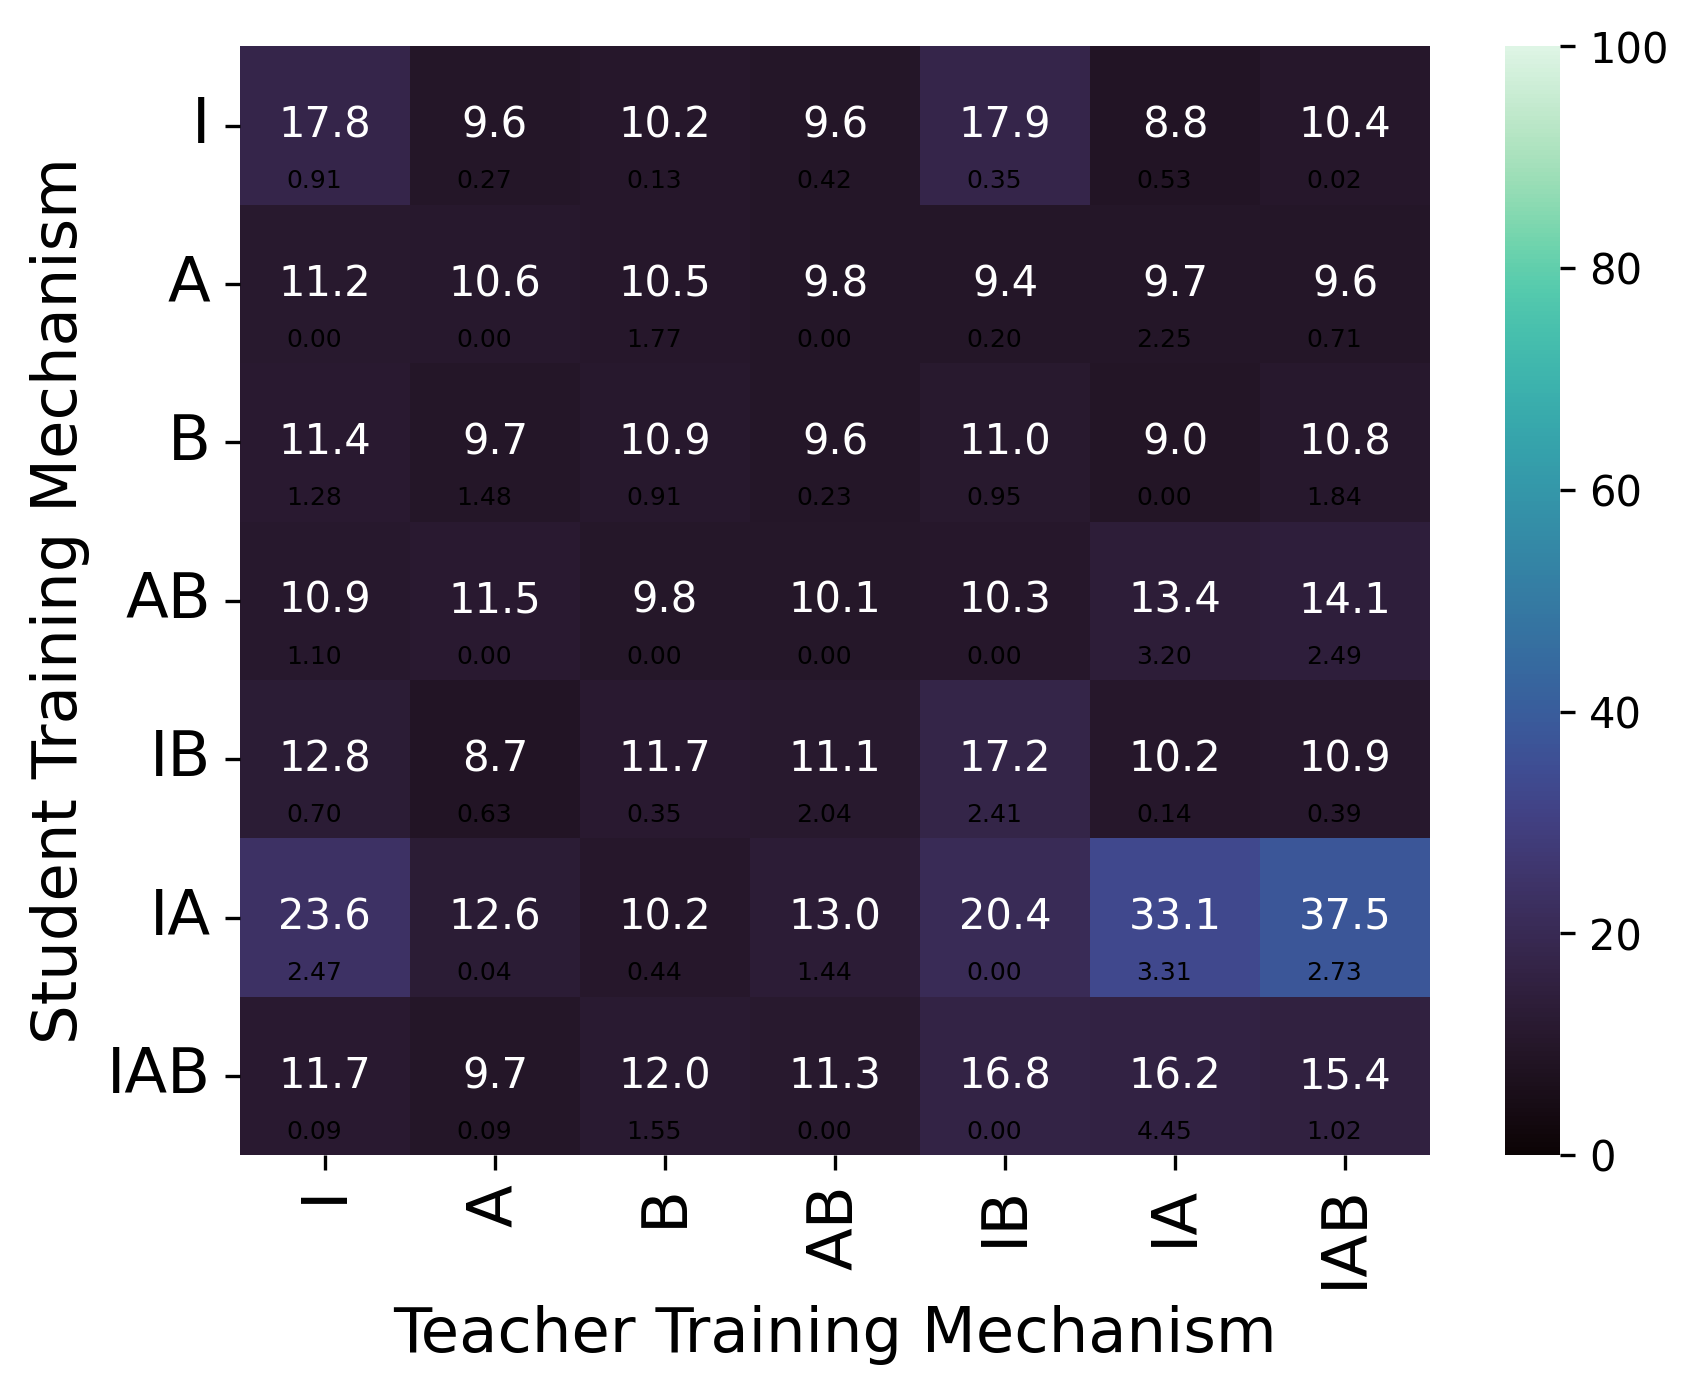 Student Training Mechanism
I 17.8 9.6 10.2 9.6 17.9 8.8 10.4
0.91 0.27 0.13 0.42 0.35 0.53 0.02
A 11.2 10.6 10.5 9.8 9.4 9.7 9.6
0.00 0.00 1.77 0.00 0.20 2.25 0.71
B 11.4 9.7 10.9 9.6 11.0 9.0 10.8
1.28 1.48 0.91 0.23 0.95 0.00 1.84
AB 10.9 11.5 9.8 10.1 10.3 13.4 14.1
1.10 0.00 0.00 0.00 0.00 3.20 2.49
IB 12.8 8.7 11.7 11.1 17.2 10.2 10.9
0.70 0.63 0.35 2.04 2.41 0.14 0.39
IA 23.6 12.6 10.2 13.0 20.4 33.1 37.5
2.47 0.04 0.44 1.44 0.00 3.31 2.73
IAB 11.7 9.7 12.0 11.3 16.8 16.2 15.4
0.09 0.09 1.55 0.00 0.00 4.45 1.02
I A B AB IB IA IAB
Teacher Training Mechanism
100
80
60
40
20
0